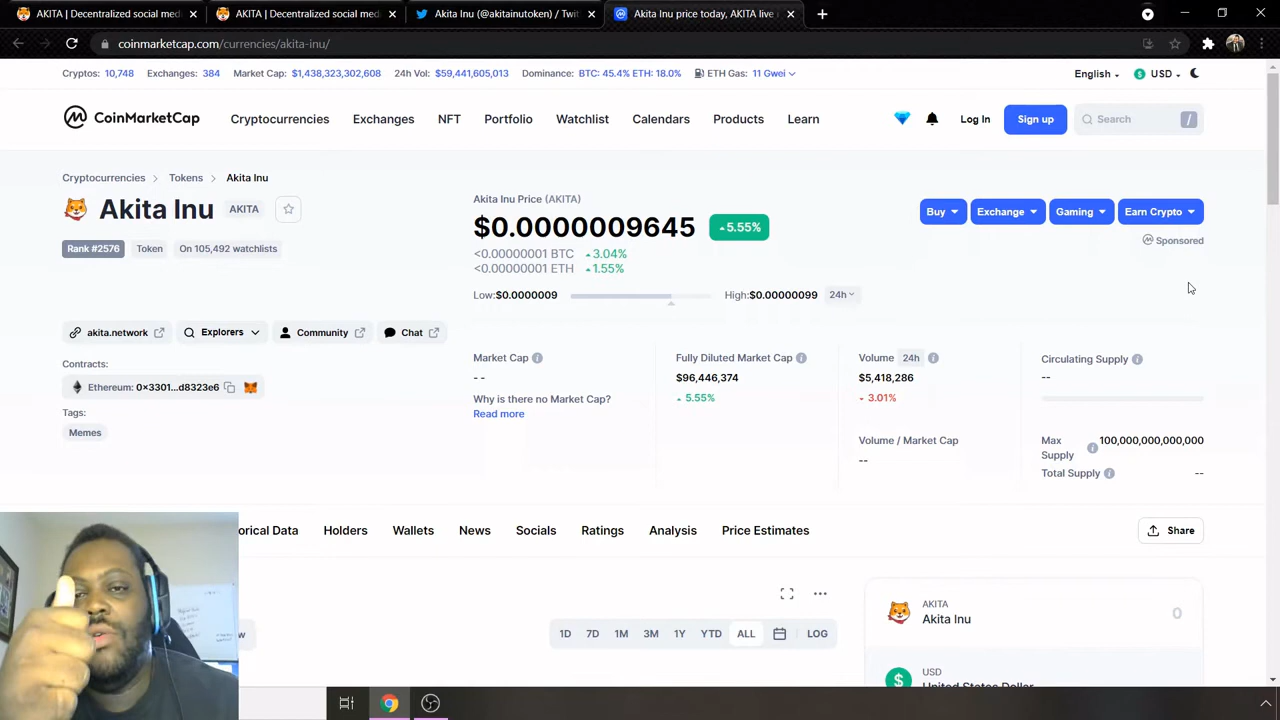 AKITA | Decentralized social med
AKITA | Decentralized social med
Akita Inu (@akitainutoken) / Twit
Akita Inu price today, AKITA live
coinmarketcap.com/currencies/akita-inu/
Cryptos: 10,748 Exchanges: 384 Market Cap: $1,438,323,302,608 24h Vol: $59,441,605,013 Dominance: BTC: 45.4% ETH: 18.0% ETH Gas: 11 Gwei English USD
CoinMarketCap Cryptocurrencies Exchanges NFT Portfolio Watchlist Calendars Products Learn Log In Sign up Search /
Cryptocurrencies > Tokens > Akita Inu
Akita Inu AKITA
Rank #2576 Token On 105,492 watchlists
akita.network Explorers Community Chat
Contracts:
Ethereum: 0x3301...d8323e6
Tags:
Memes
Akita Inu Price (AKITA)
$0.0000009645 5.55%
<0.00000001 BTC 3.04%
<0.00000001 ETH 1.55%
Low:$0.0000009 High:$0.00000099 24h
Buy Exchange Gaming Earn Crypto
Sponsored
Market Cap
- -
Why is there no Market Cap?
Read more
Fully Diluted Market Cap
$96,446,374
5.55%
Volume 24h
$5,418,286
3.01%
Volume / Market Cap
--
Circulating Supply
--
Max Supply 100,000,000,000,000
Total Supply --
orical Data Holders Wallets News Socials Ratings Analysis Price Estimates Share
w
1D 7D 1M 3M 1Y YTD ALL LOG
AKITA
Akita Inu 0
USD
United States Dollar